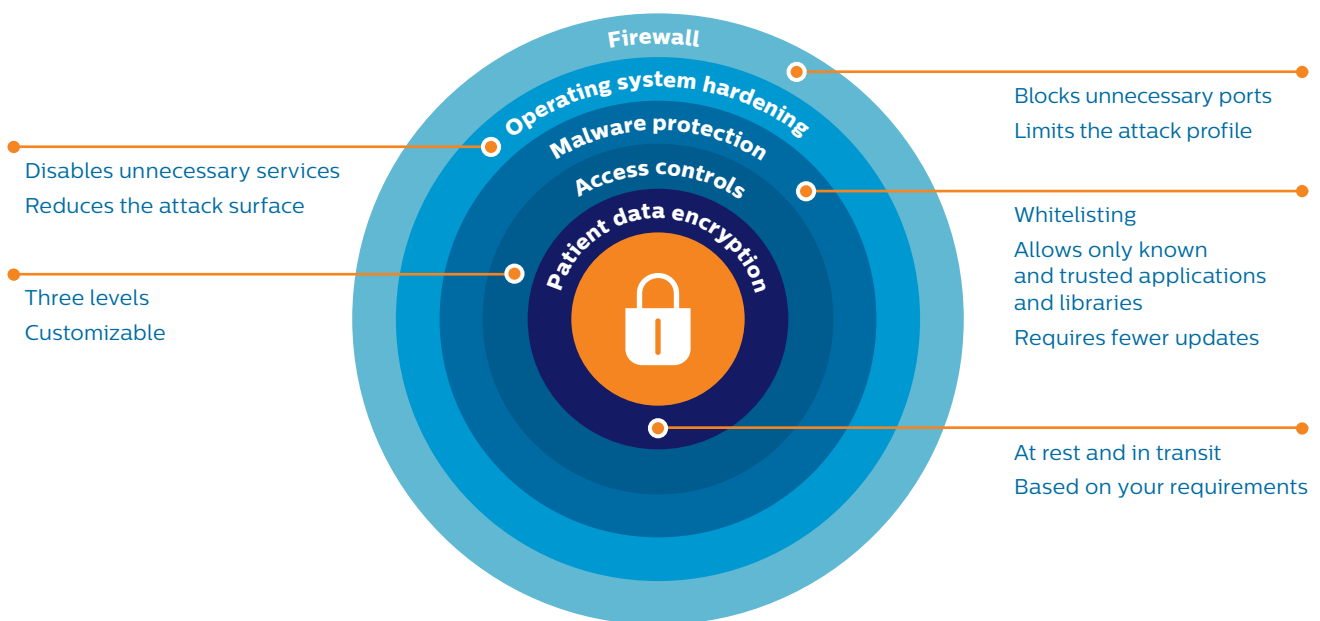 Firewall
Operating system hardening
Malware protection
Access controls
Patient data encryption
Disables unnecessary services
Reduces the attack surface
Three levels
Customizable
Blocks unnecessary ports
Limits the attack profile
Whitelisting
Allows only known
and trusted applications
and libraries
Requires fewer updates
At rest and in transit
Based on your requirements